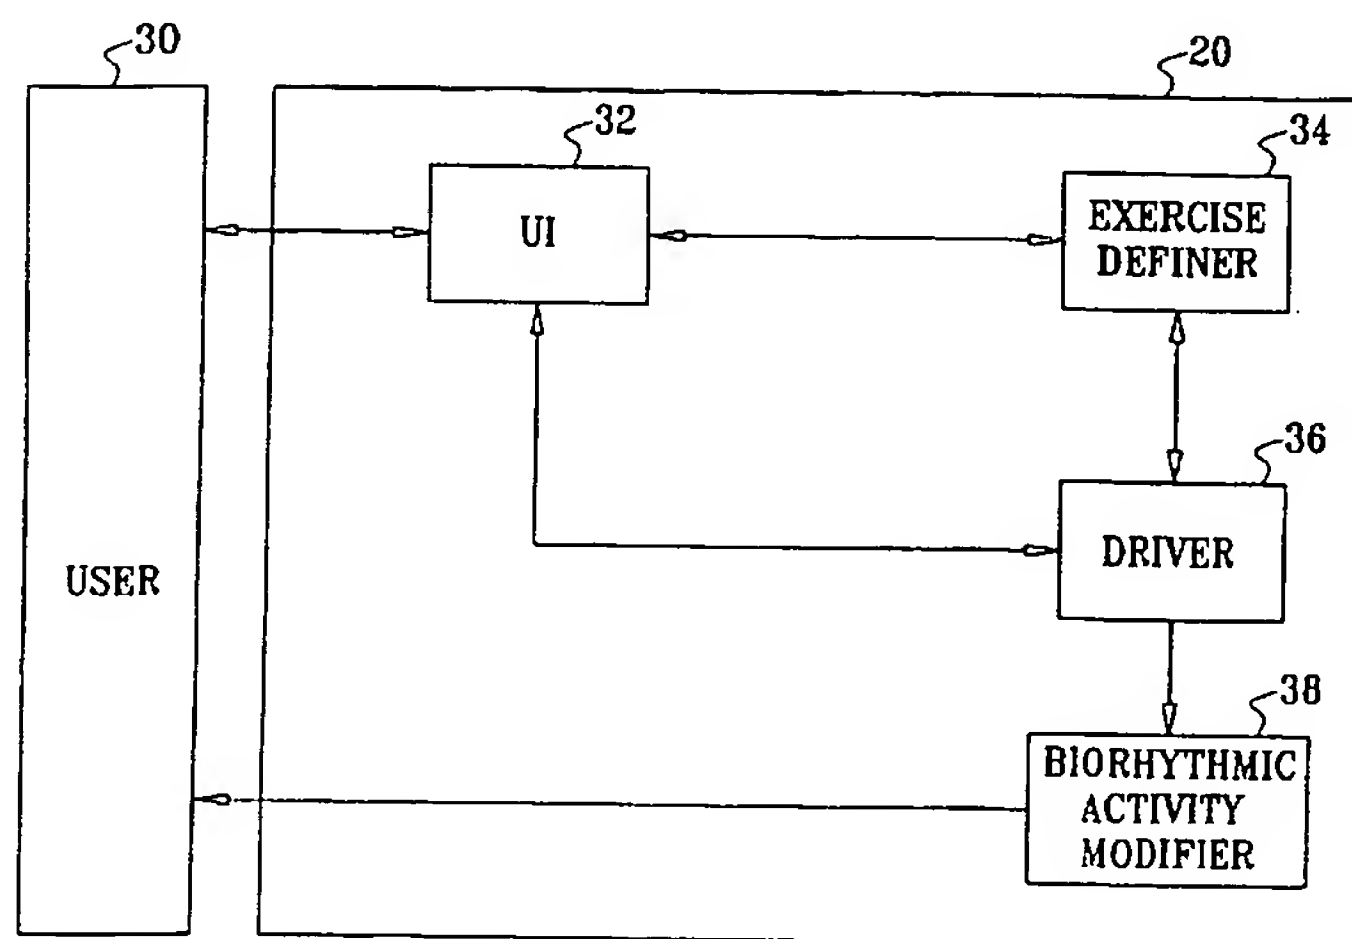 30
20
32
34
UI
EXERCISE
DEFINER
36
DRIVER
USER
38
BIORHYTHMIC
ACTIVITY
MODIFIER